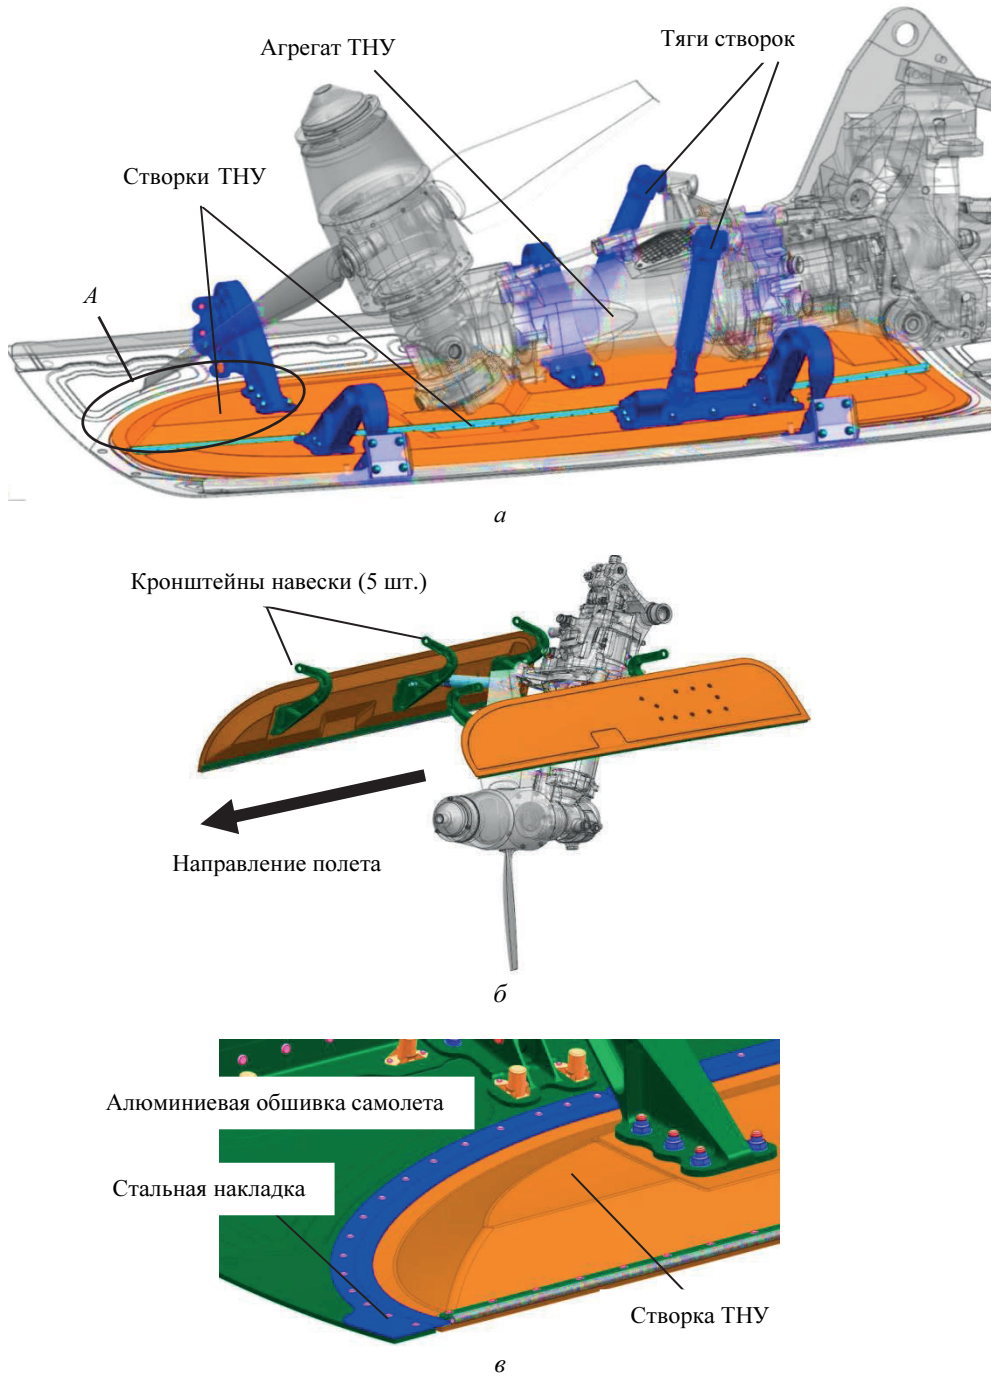 Тяги створок
Агрегат ТНУ
Створки ТНУ
А
а
Кронштейны навески (5 шт.)
Направление полета
б
Алюминиевая обшивка самолета
Стальная накладка
Створка ТНУ
в